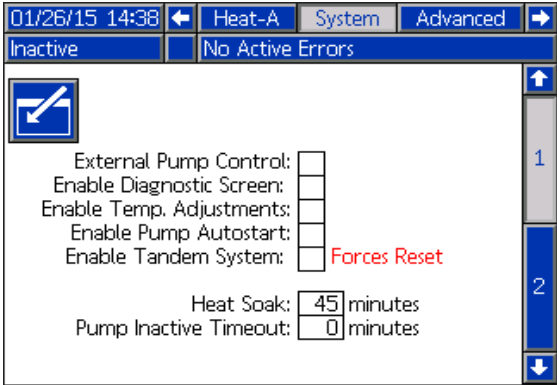 01/26/15 14:38 Heat-A System Advanced
Inactive No Active Errors
External Pump Control:
Enable Diagnostic Screen:
Enable Temp. Adjustments:
Enable Pump Autostart:
Enable Tandem System: Forces Reset
Heat Soak: 45 minutes
Pump Inactive Timeout: 0 minutes
1
2